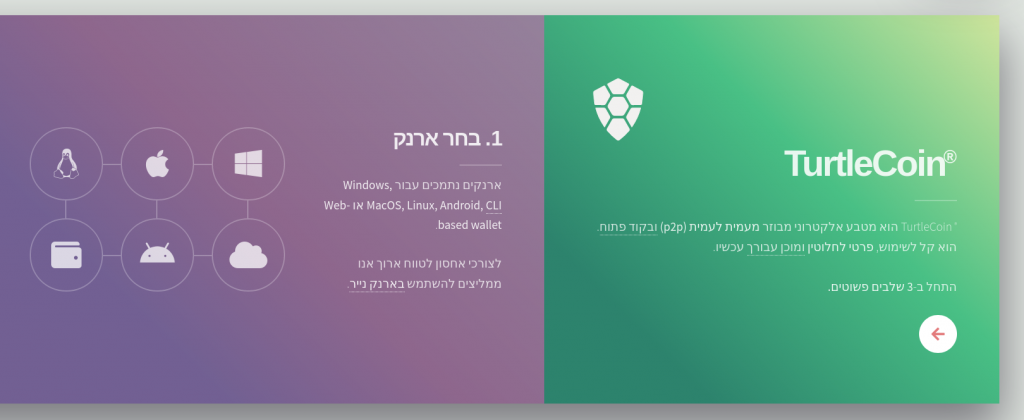 TurtleCoin®
TurtleCoin® הוא מטבע אלקטרוני מבוזר מעמית לעמית (p2p) ובקוד פתוח.
הוא קל לשימוש, פרטי לחלוטין ומוכן עבורך עכשיו.
התחל ב-3 שלבים פשוטים.
1. בחר ארנק
ארנקים נתמכים עבור Windows,
MacOS, Linux, Android, CLI או Web-
based wallet.
לצורכי אחסון לטווח ארוך אנו
ממליצים להשתמש בארנק נייר.